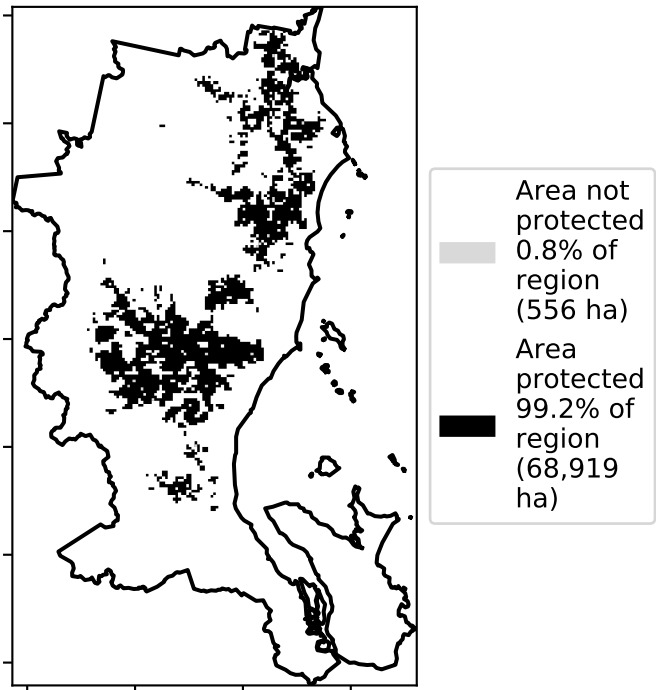 Area not
protected
0.8% of
region
(556 ha)
Area
protected
99.2% of
region
(68,919
ha)